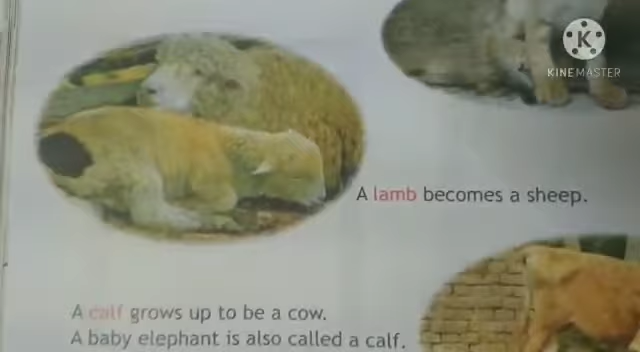 KINEMASTER
A lamb becomes a sheep.
A calf grows up to be a cow.
A baby elephant is also called a calf.